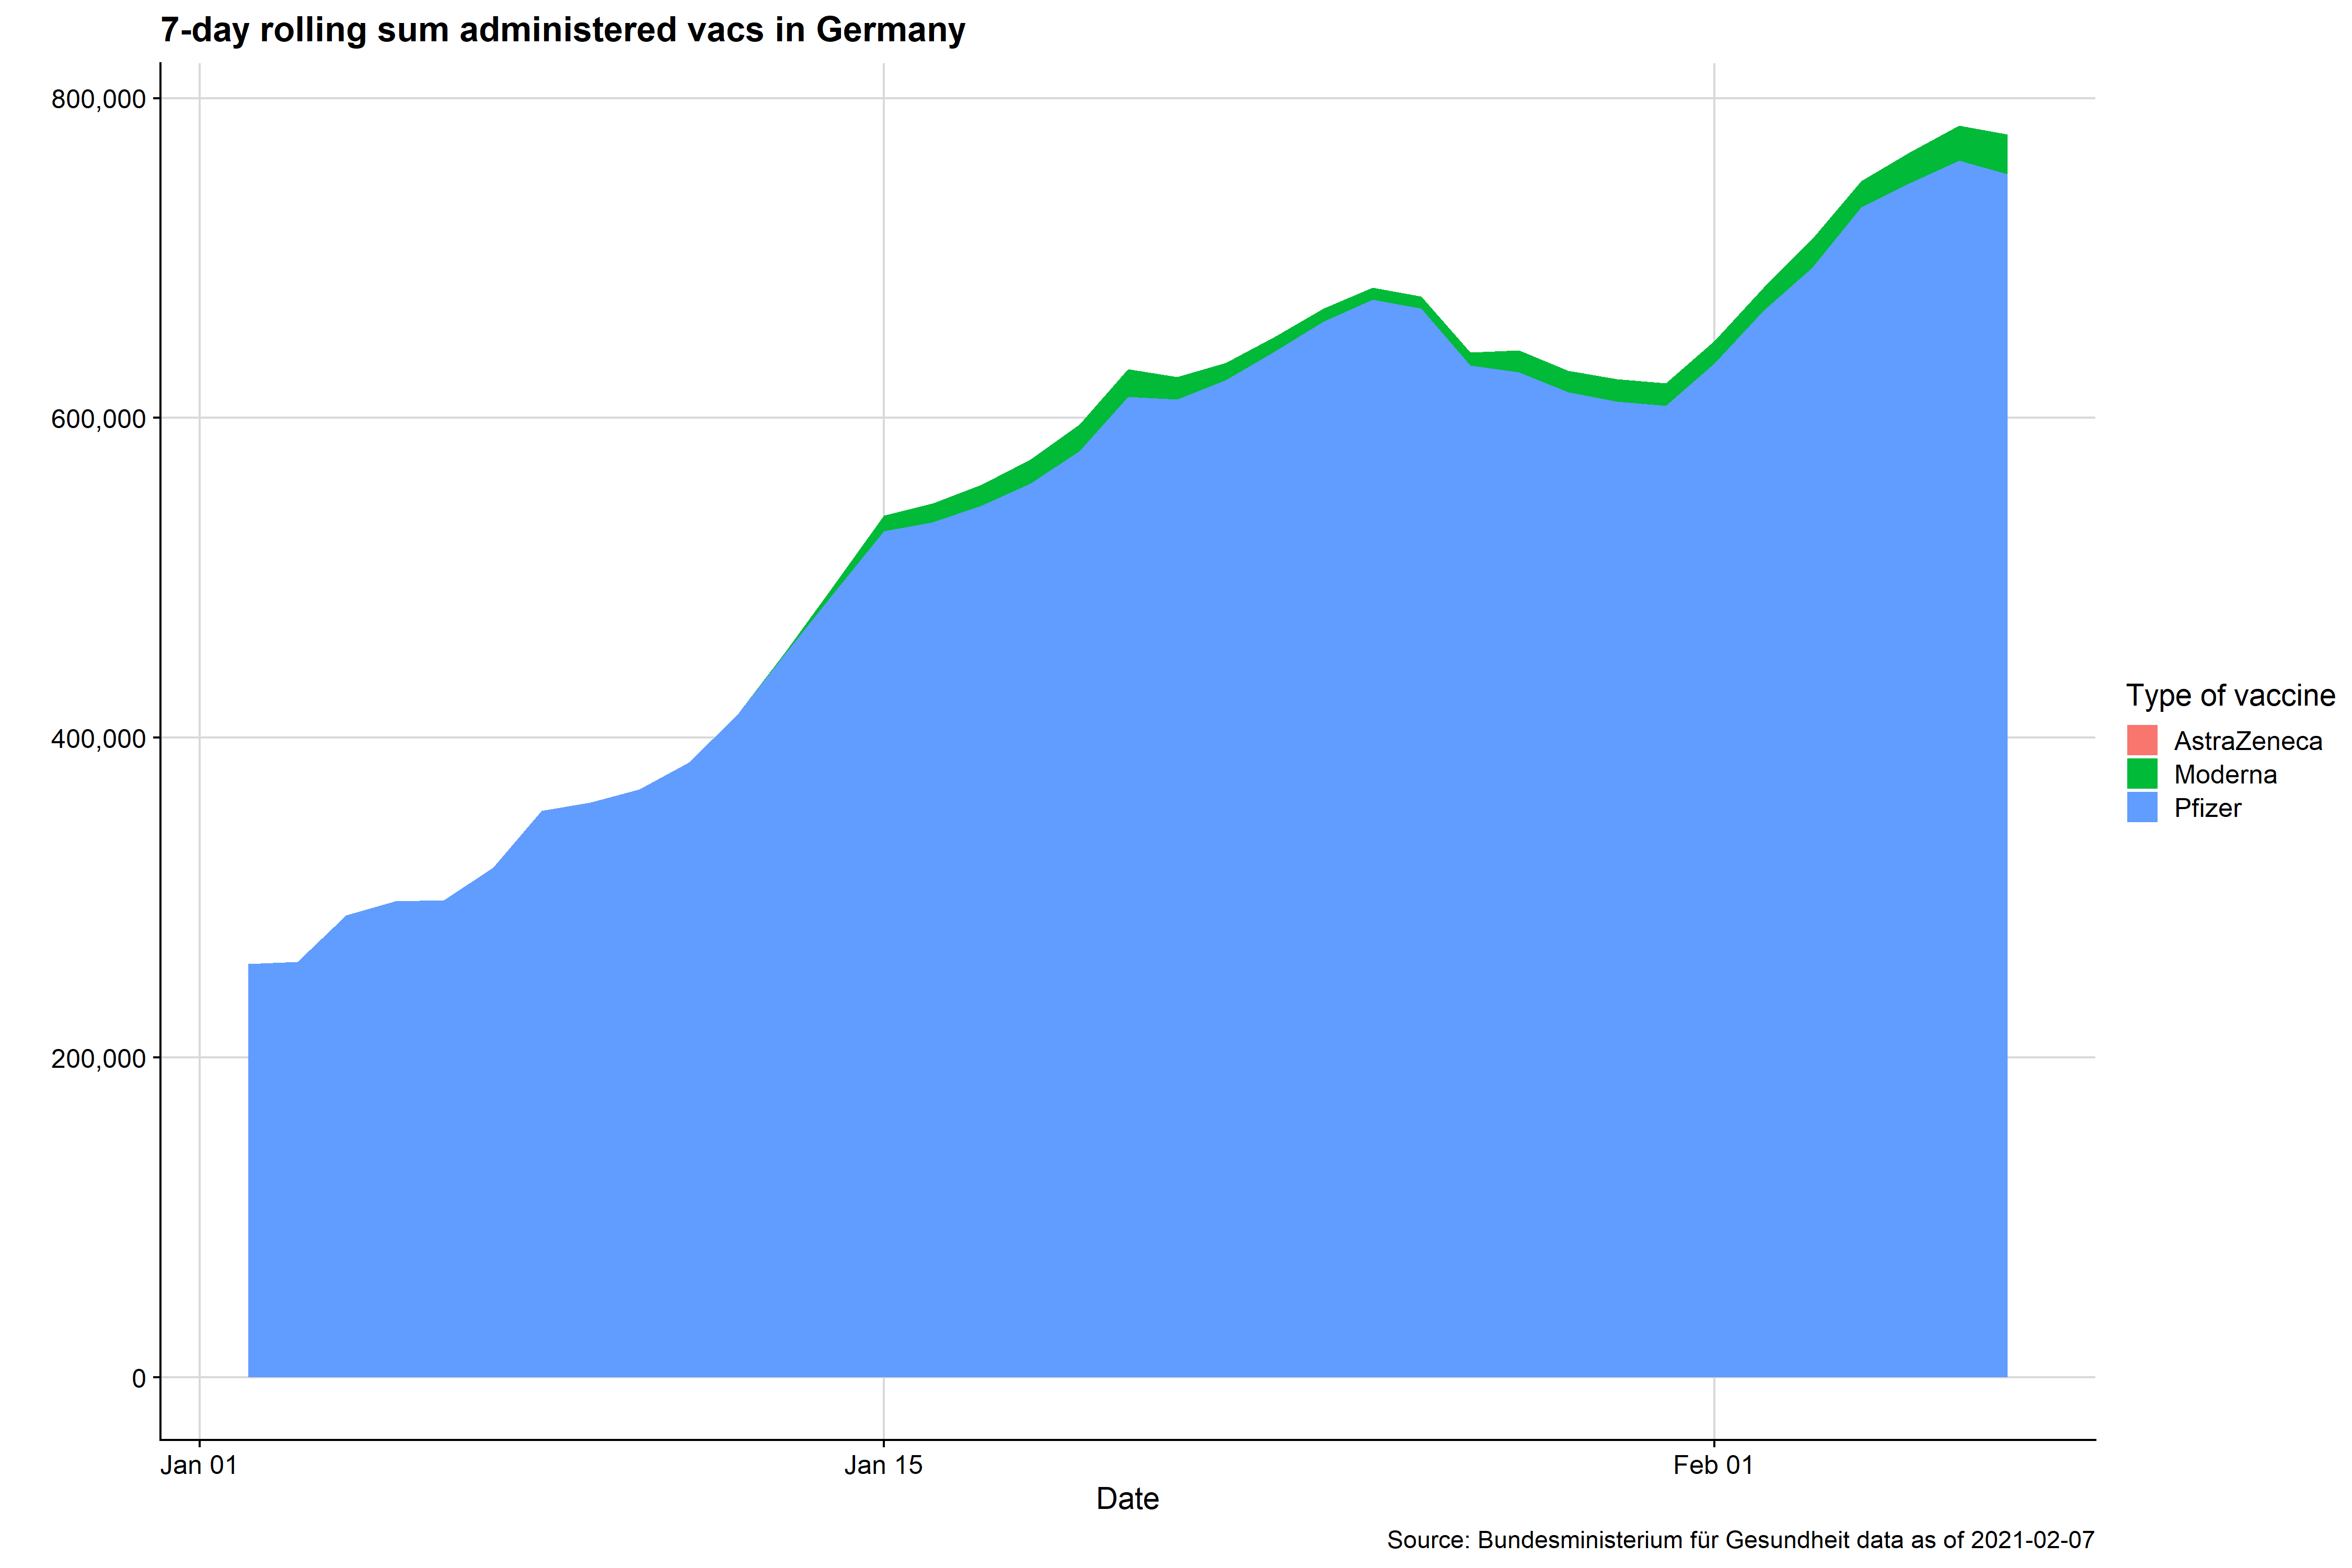 7-day rolling sum administered vacs in Germany
800,000
600,000
400,000
200,000
0
Jan 01
Jan 15
Feb 01
Date
Type of vaccine
AstraZeneca
Moderna
Pfizer
Source: Bundesministerium für Gesundheit data as of 2021-02-07